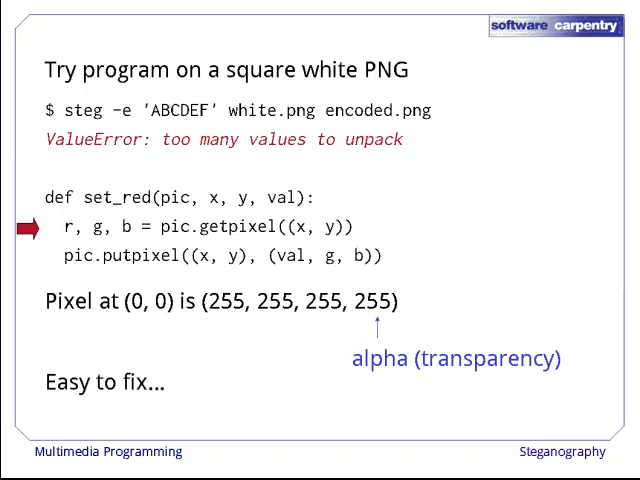 software carpentry
Try program on a square white PNG
$ steg -e 'ABCDEF' white.png encoded.png
ValueError: too many values to unpack
def set_red(pic, x, y, val):
r, g, b = pic.getpixel((x, y))
pic.putpixel((x, y), (val, g, b))
Pixel at (0, 0) is (255, 255, 255, 255)
alpha (transparency)
Easy to fix...
Multimedia Programming
Steganography